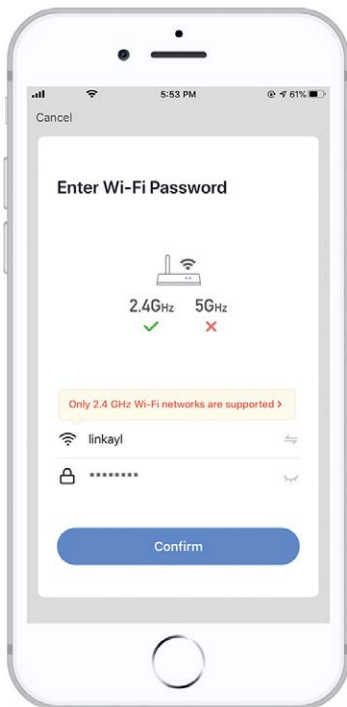 5:53 PM
61%
Cancel
Enter Wi-Fi Password
2.4GHz 5GHz
Only 2.4 GHz Wi-Fi networks are supported >
linkayl
********
Confirm